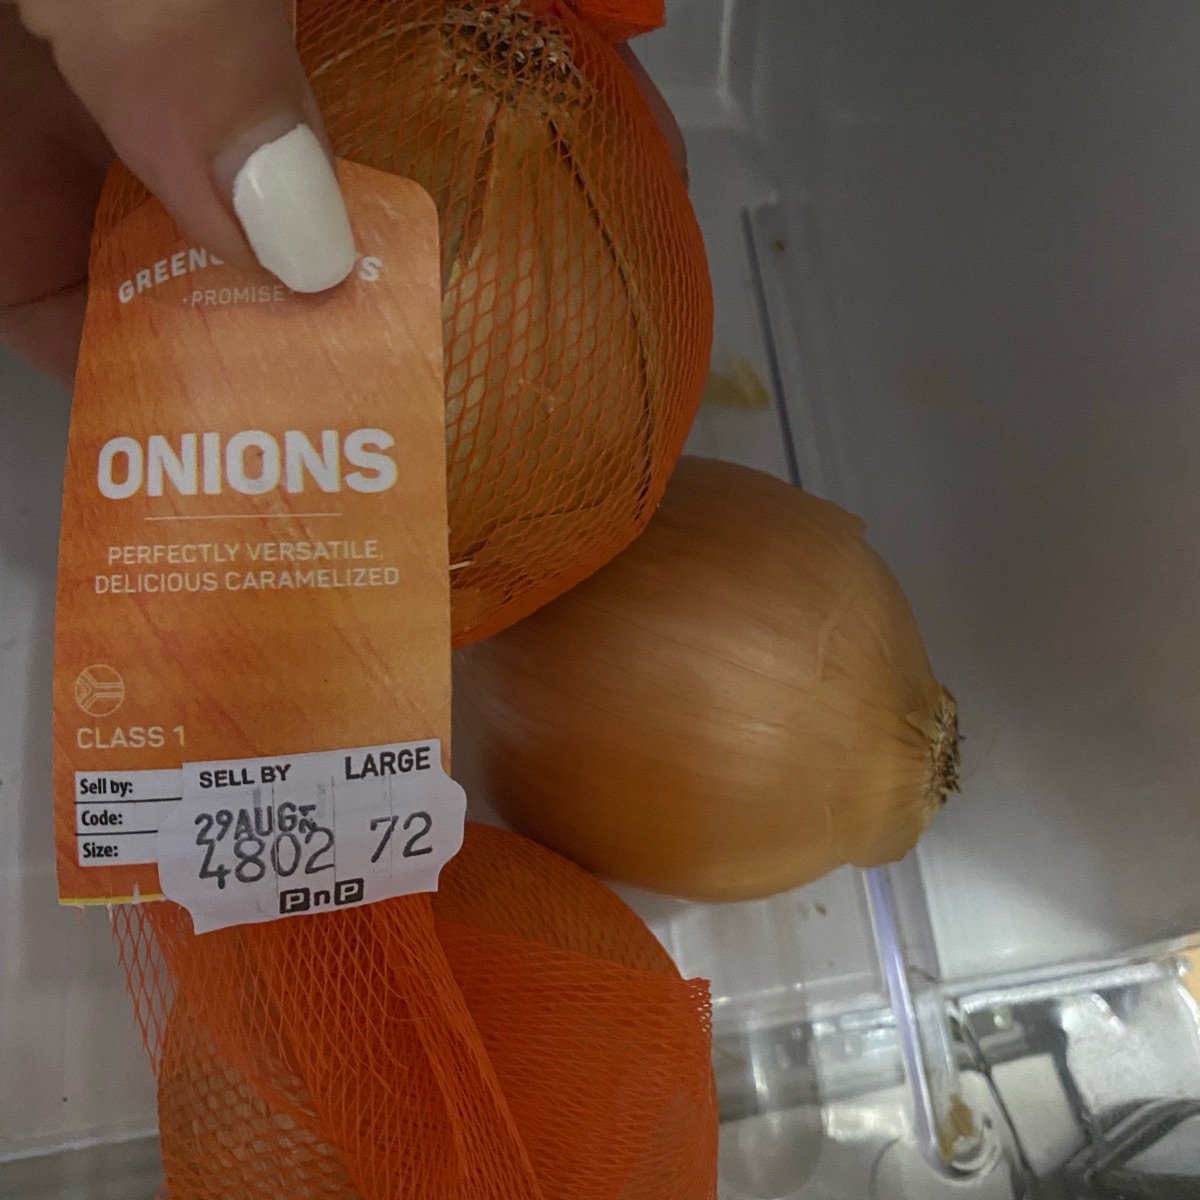 PROMISE
ONIONS
PERFECTLY VERSATILE,
DELICIOUS CARAMELIZED
CLASS 1
Sell by:
Code:
Size:
SELL BY LARGE
29AUG
4802 72
PnP